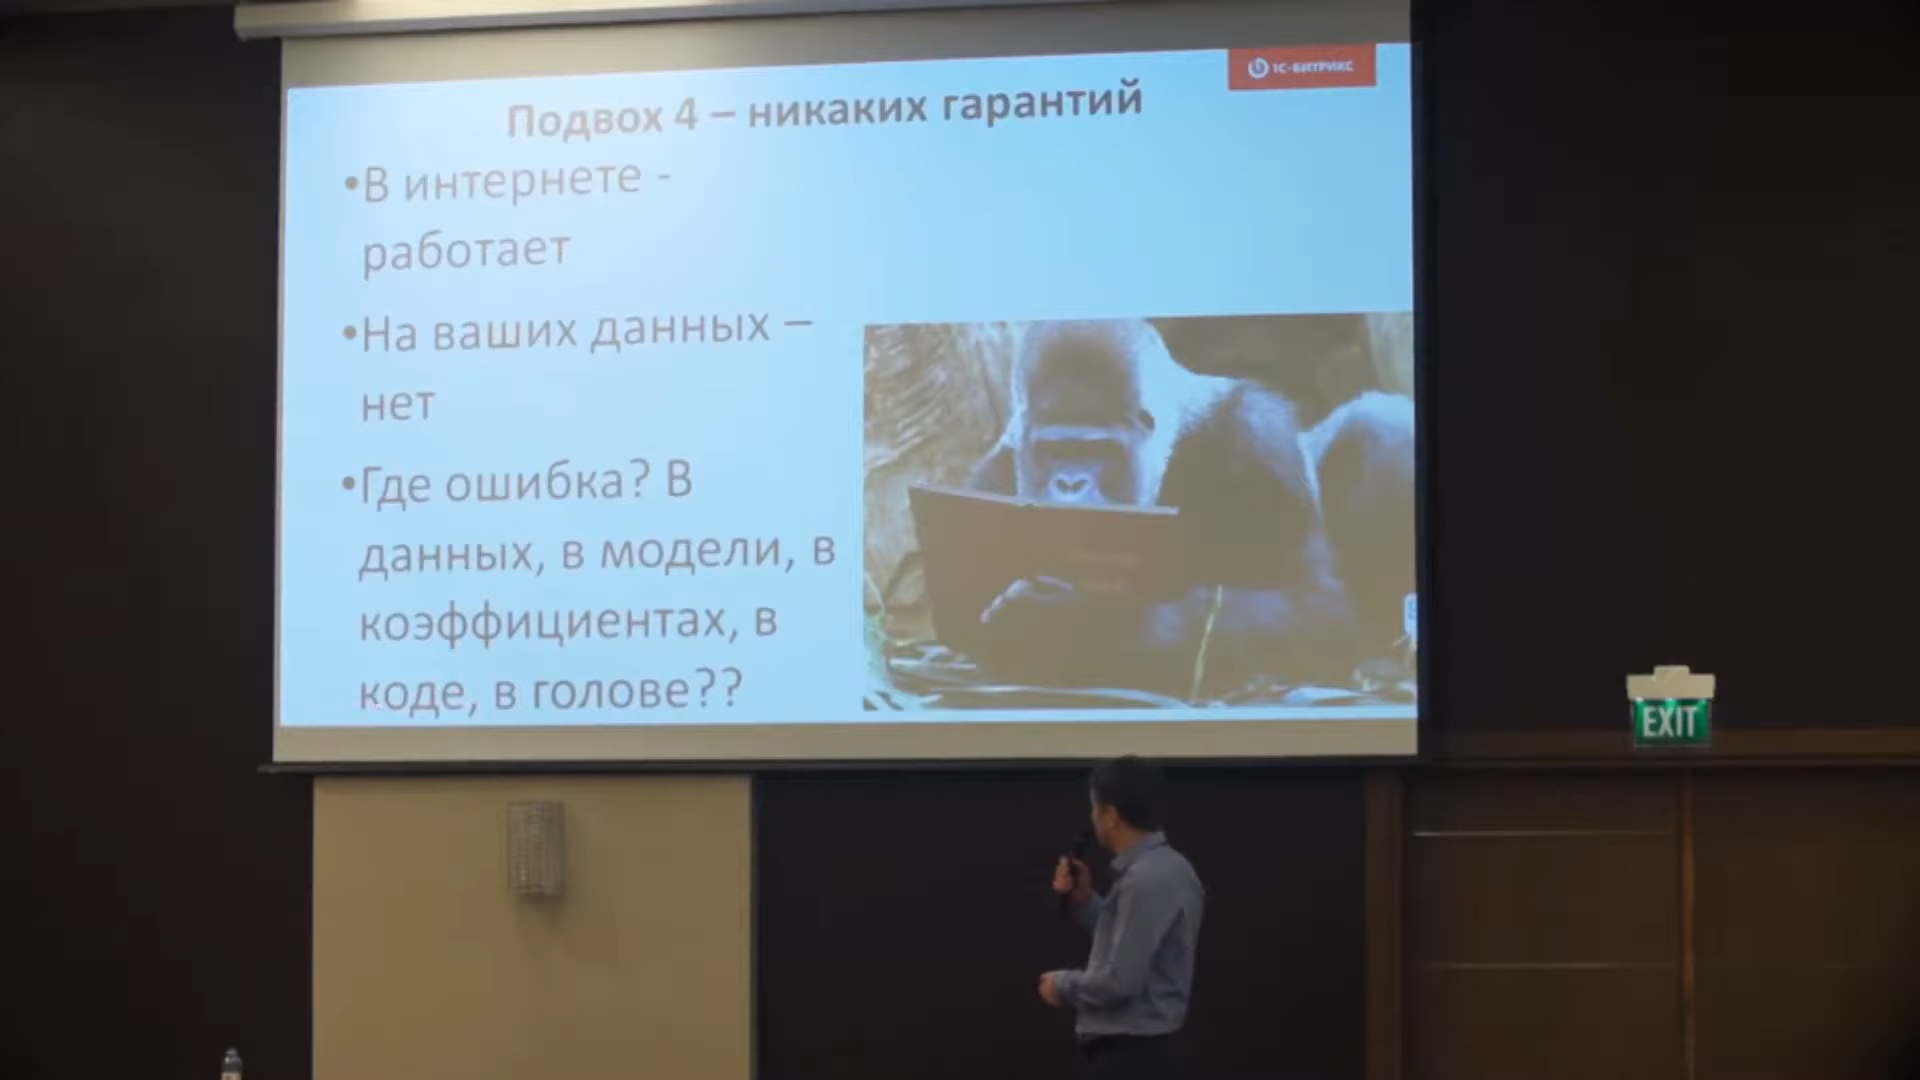 1С-БИТРИКС
Подвох 4 – никаких гарантий
•В интернете -
работает
•На ваших данных –
нет
•Где ошибка? В
данных, в модели, в
коэффициентах, в
коде, в голове??
EXIT